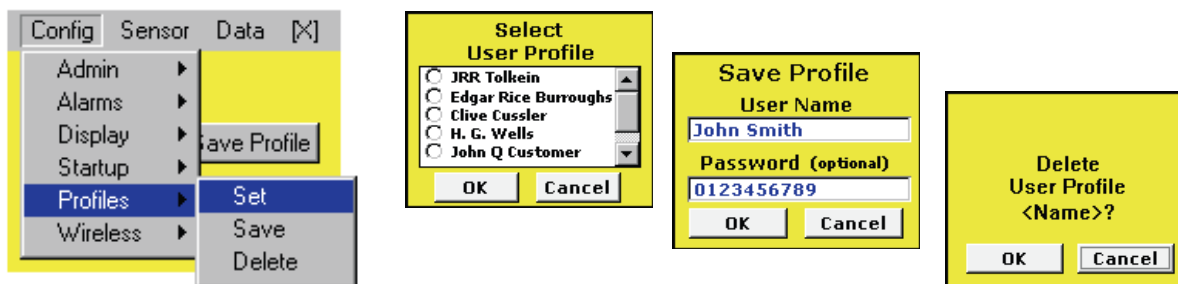 Config Sensor Data [X]
Admin
Alarms
Display
Startup
Profiles
Wireless
Save Profile
Set
Save
Delete
Select
User Profile
JRR Tolkein
Edgar Rice Burroughs
Clive Cussler
H. G. Wells
John Q Customer
OK Cancel
Save Profile
User Name
John Smith
Password (optional)
0123456789
OK Cancel
Delete
User Profile
<Name>?
OK Cancel